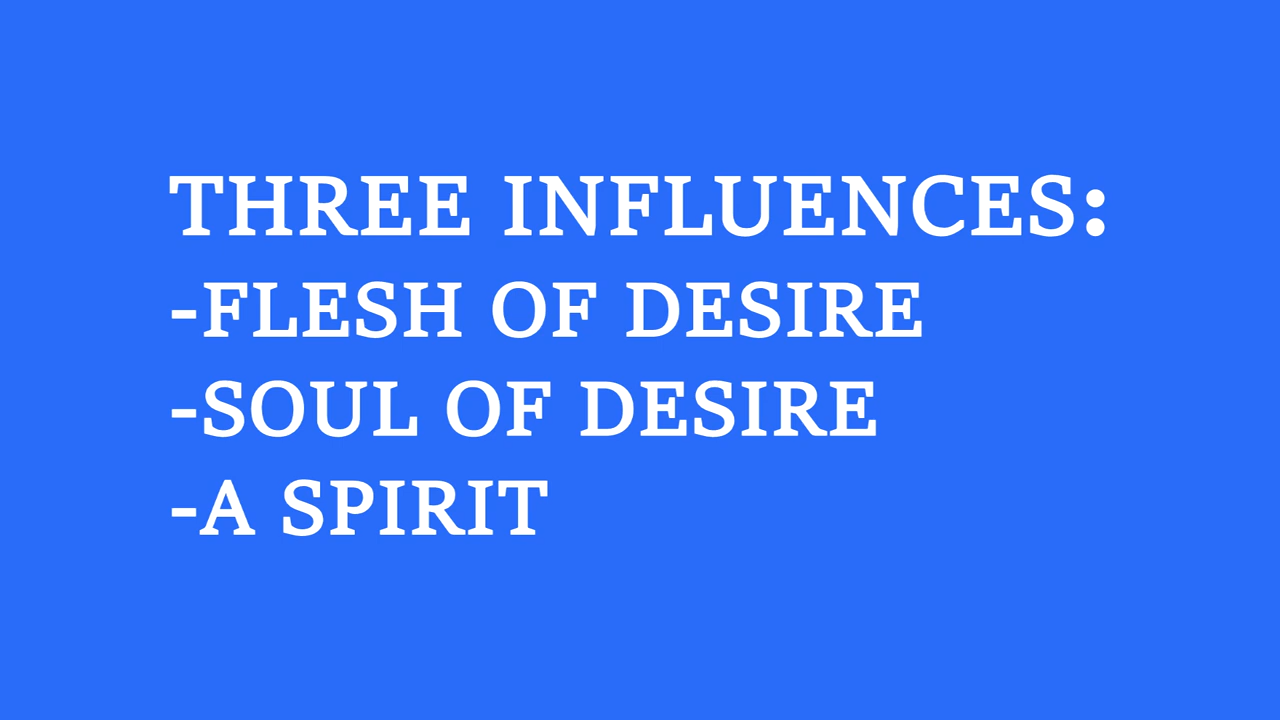 THREE INFLUENCES:
-FLESH OF DESIRE
-SOUL OF DESIRE
-A SPIRIT